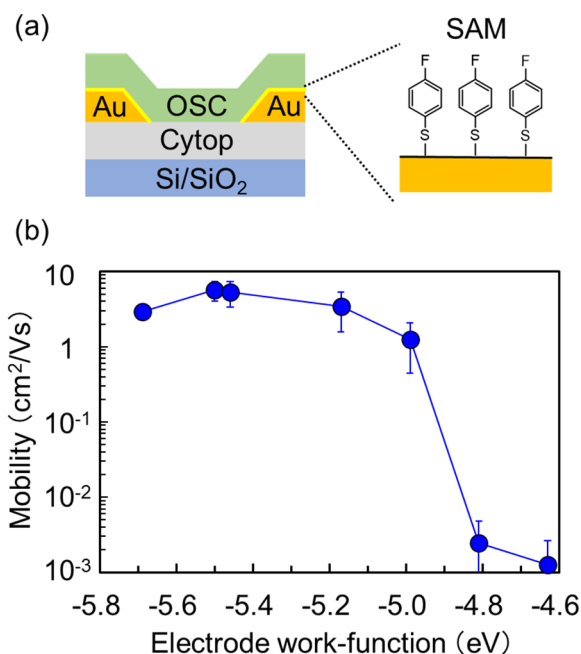 (a)
SAM
F F F
Au OSC Au
S S S
Cytop
Si/SiO₂
(b)
Mobility (cm²/Vs)
10
1
10⁻¹
10⁻²
10⁻³
-5.8 -5.6 -5.4 -5.2 -5.0 -4.8 -4.6
Electrode work-function (eV)